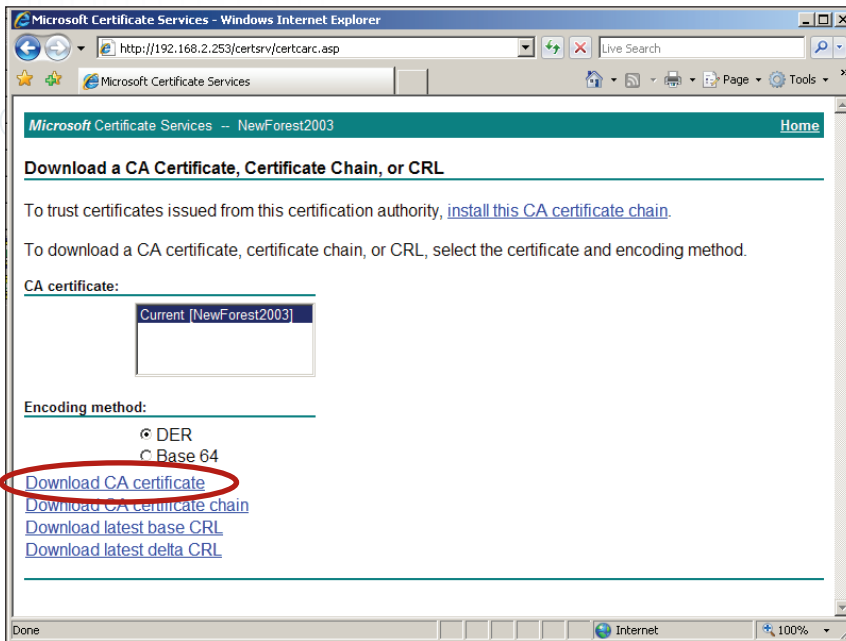 Microsoft Certificate Services - Windows Internet Explorer
http://192.168.2.253/certsrv/certcarc.asp
Live Search
Microsoft Certificate Services
Page
Tools
Microsoft Certificate Services -- NewForest2003
Home
Download a CA Certificate, Certificate Chain, or CRL
To trust certificates issued from this certification authority, install this CA certificate chain.
To download a CA certificate, certificate chain, or CRL, select the certificate and encoding method.
CA certificate:
Current [NewForest2003]
Encoding method:
DER
Base 64
Download CA certificate
Download CA certificate chain
Download latest base CRL
Download latest delta CRL
Done
Internet
100%